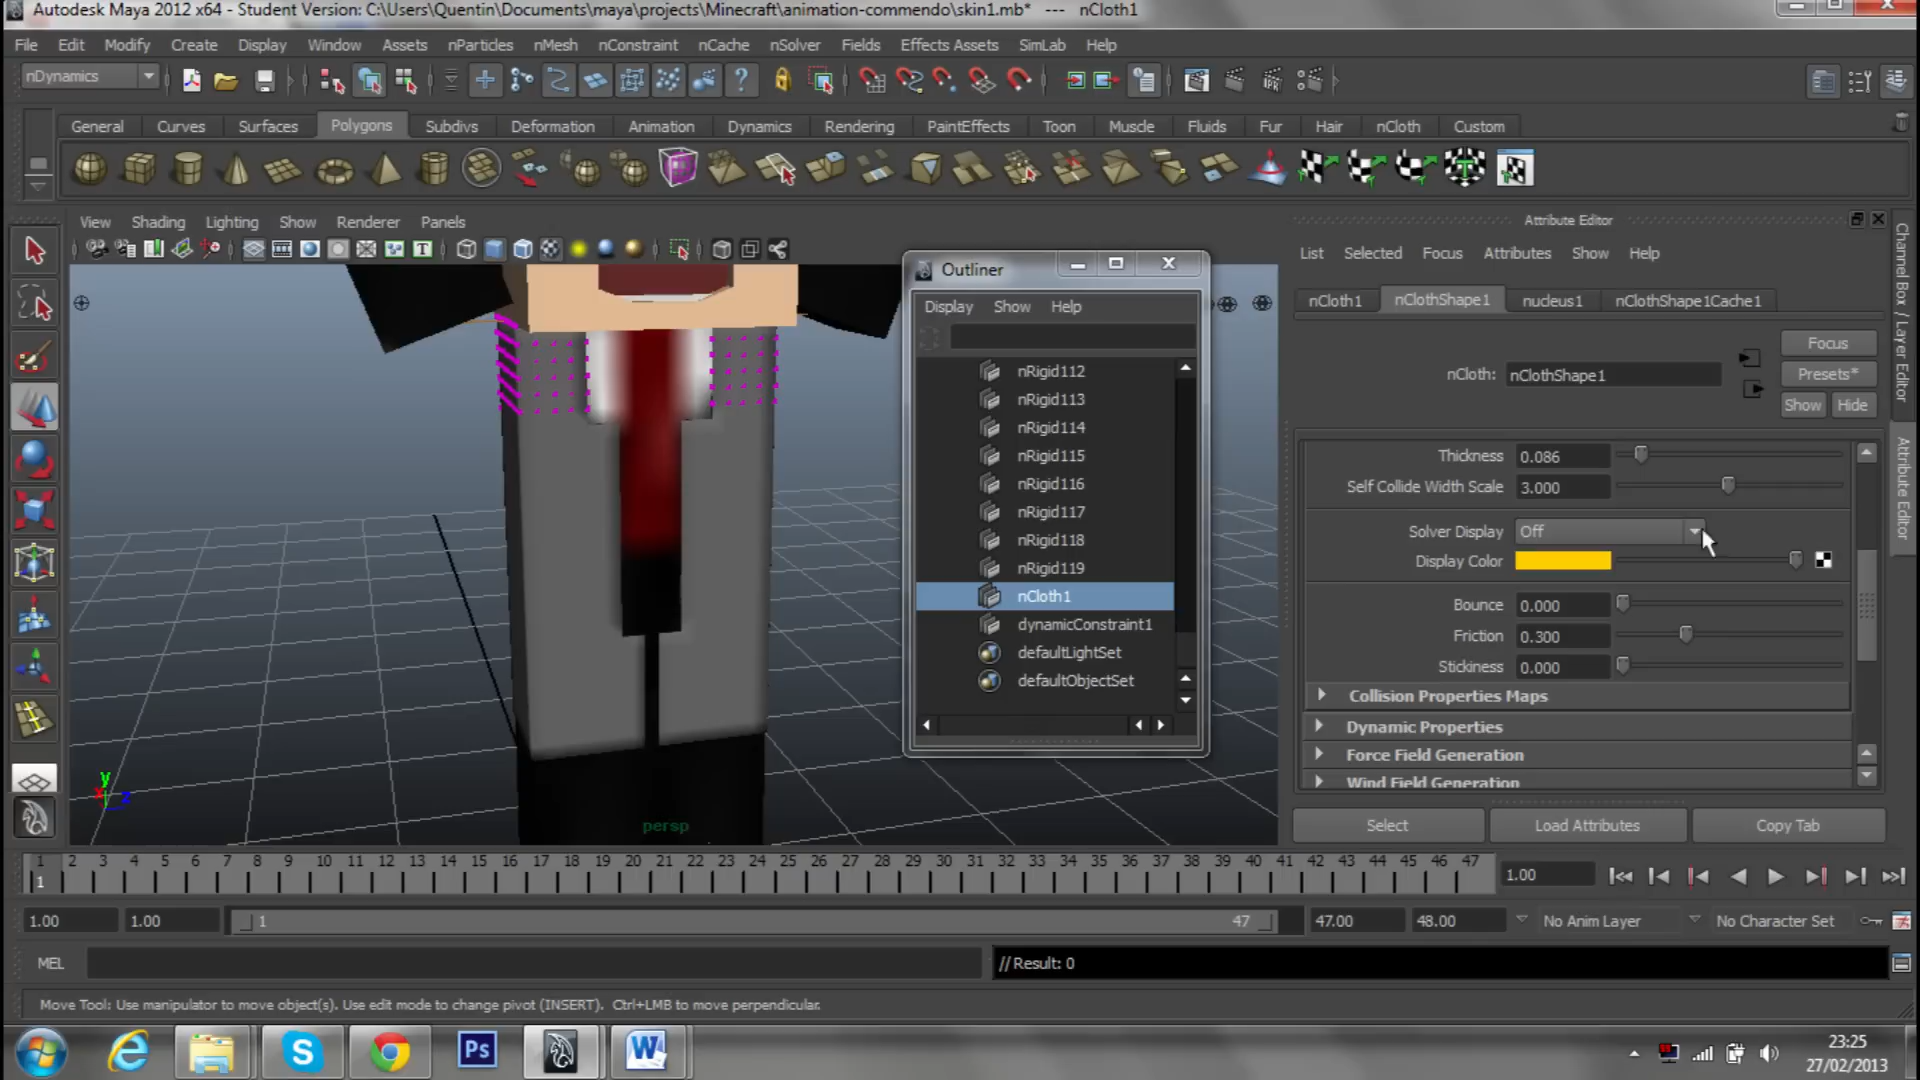 Autodesk Maya 2012 x64 - Student Version: C:\Users\Quentin\Documents\maya\projects\Minecraft\animation-commendo\skin1.mb*   ---   nCloth1
File Edit Modify Create Display Window Assets nParticles nMesh nConstraint nCache nSolver Fields Effects Assets SimLab Help
nDynamics
General Curves Surfaces Polygons Subdivs Deformation Animation Dynamics Rendering PaintEffects Toon Muscle Fluids Fur Hair nCloth Custom
View Shading Lighting Show Renderer Panels
persp
y
x
z
Outliner
Display Show Help
nRigid112
nRigid113
nRigid114
nRigid115
nRigid116
nRigid117
nRigid118
nRigid119
nCloth1
dynamicConstraint1
defaultLightSet
defaultObjectSet
Attribute Editor
List Selected Focus Attributes Show Help
nCloth1 nClothShape1 nucleus1 nClothShape1Cache1
Focus
nCloth: nClothShape1 Presets*
Show Hide
Thickness 0.086
Self Collide Width Scale 3.000
Solver Display Off
Display Color
Bounce 0.000
Friction 0.300
Stickiness 0.000
Collision Properties Maps
Dynamic Properties
Force Field Generation
Wind Field Generation
Select Load Attributes Copy Tab
Channel Box / Layer Editor
Attribute Editor
1 2 3 4 5 6 7 8 9 10 11 12 13 14 15 16 17 18 19 20 21 22 23 24 25 26 27 28 29 30 31 32 33 34 35 36 37 38 39 40 41 42 43 44 45 46 47
1 1.00
1.00 1.00 1 47 47.00 48.00 No Anim Layer No Character Set
MEL // Result: 0
Move Tool: Use manipulator to move object(s). Use edit mode to change pivot (INSERT).  Ctrl+LMB to move perpendicular.
Ps
W
S
23:25
27/02/2013